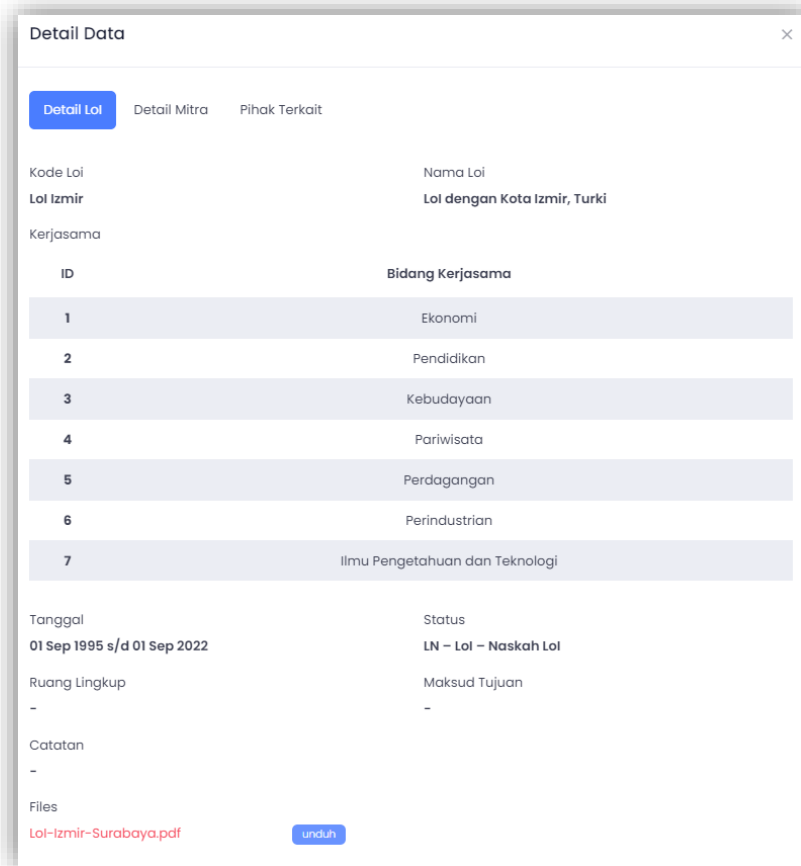 Detail Data ×
Detail LoI Detail Mitra Pihak Terkait
Kode Loi Nama Loi
LoI Izmir LoI dengan Kota Izmir, Turki
Kerjasama
ID Bidang Kerjasama
1 Ekonomi
2 Pendidikan
3 Kebudayaan
4 Pariwisata
5 Perdagangan
6 Perindustrian
7 Ilmu Pengetahuan dan Teknologi
Tanggal Status
01 Sep 1995 s/d 01 Sep 2022 LN – LoI – Naskah LoI
Ruang Lingkup Maksud Tujuan
- -
Catatan
-
Files
LoI-Izmir-Surabaya.pdf unduh